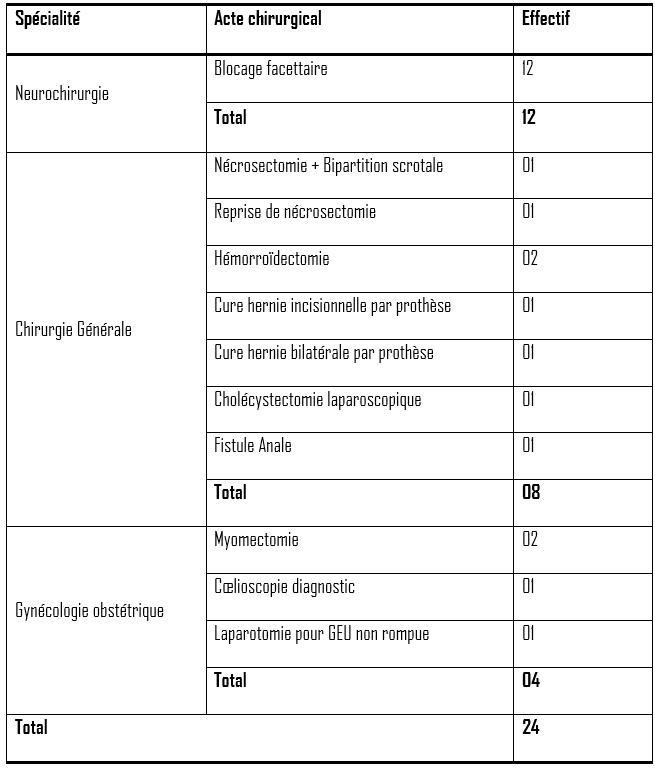 Spécialité Acte chirurgical Effectif
Blocage facettaire 12
Neurochirurgie
Total 12
Nécrosectomie + Bipartition scrotale 01
Reprise de nécrosectomie 01
Hémorroïdectomie 02
Cure hernie incisionnelle par prothèse 01
Chirurgie Générale
Cure hernie bilatérale par prothèse 01
Cholécystectomie laparoscopique 01
Fistule Anale 01
Total 08
Myomectomie 02
Cœlioscopie diagnostic 01
Gynécologie obstétrique
Laparotomie pour GEU non rompue 01
Total 04
Total 24